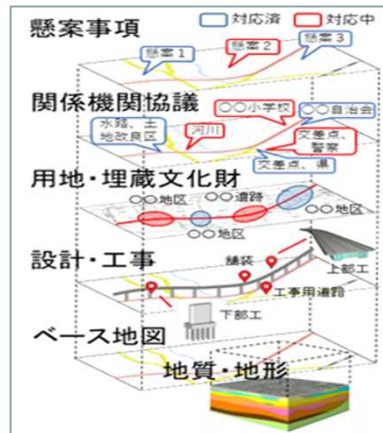 懸案事項
対応済
対応中
懸案1
懸案2
懸案3
関係機関協議
水路、土
地改良区
河川
〇〇小学校
〇〇自治会
交差点、
警察
交差点、県
用地・埋蔵文化財
〇〇地区
〇〇遺跡
〇〇地区
〇〇地区
設計・工事
舗装
上部工
工事用道路
下部工
ベース地図
地質・地形